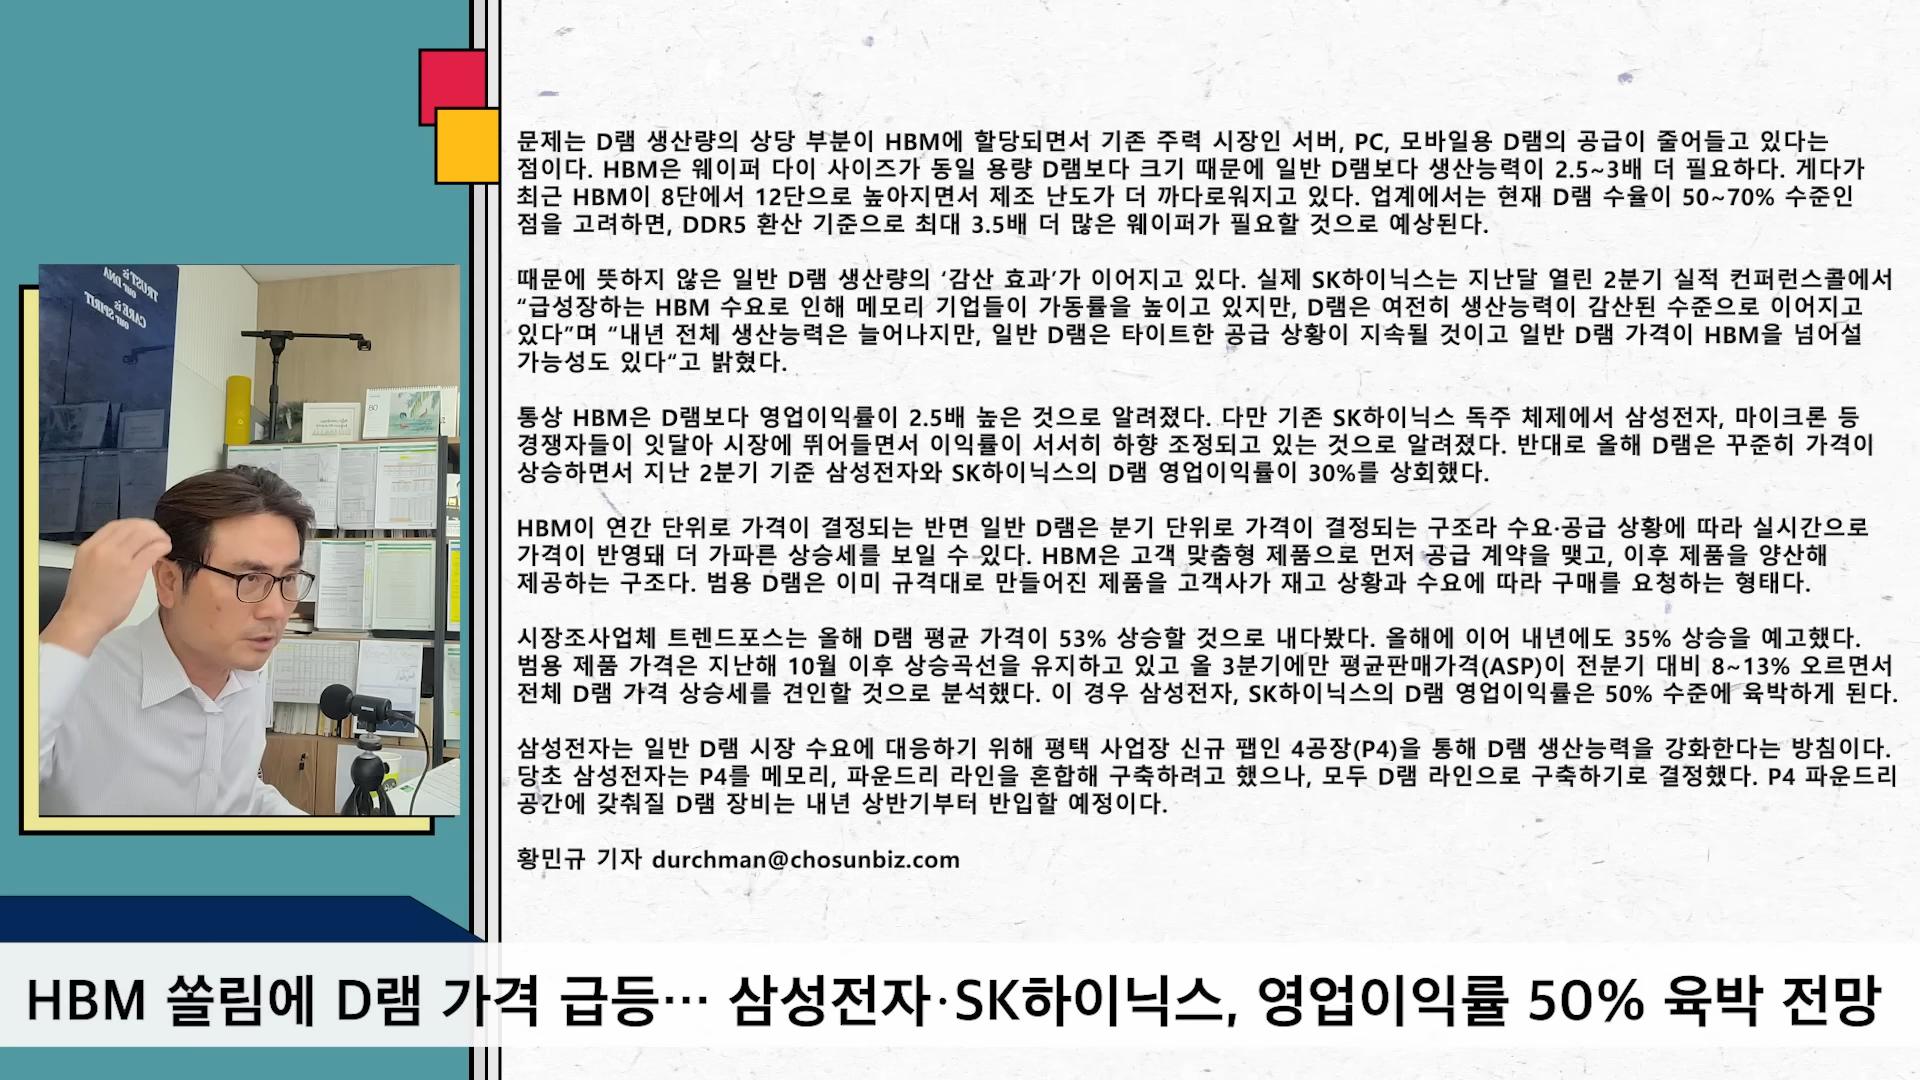 TRUST is
our DNA
CARE is
our SPIRIT
문제는 D램 생산량의 상당 부분이 HBM에 할당되면서 기존 주력 시장인 서버, PC, 모바일용 D램의 공급이 줄어들고 있다는
점이다. HBM은 웨이퍼 다이 사이즈가 동일 용량 D램보다 크기 때문에 일반 D램보다 생산능력이 2.5~3배 더 필요하다. 게다가
최근 HBM이 8단에서 12단으로 높아지면서 제조 난도가 더 까다로워지고 있다. 업계에서는 현재 D램 수율이 50~70% 수준인
점을 고려하면, DDR5 환산 기준으로 최대 3.5배 더 많은 웨이퍼가 필요할 것으로 예상된다.
때문에 뜻하지 않은 일반 D램 생산량의 ‘감산 효과’가 이어지고 있다. 실제 SK하이닉스는 지난달 열린 2분기 실적 컨퍼런스콜에서
“급성장하는 HBM 수요로 인해 메모리 기업들이 가동률을 높이고 있지만, D램은 여전히 생산능력이 감산된 수준으로 이어지고
있다”며 “내년 전체 생산능력은 늘어나지만, 일반 D램은 타이트한 공급 상황이 지속될 것이고 일반 D램 가격이 HBM을 넘어설
가능성도 있다“고 밝혔다.
통상 HBM은 D램보다 영업이익률이 2.5배 높은 것으로 알려졌다. 다만 기존 SK하이닉스 독주 체제에서 삼성전자, 마이크론 등
경쟁자들이 잇달아 시장에 뛰어들면서 이익률이 서서히 하향 조정되고 있는 것으로 알려졌다. 반대로 올해 D램은 꾸준히 가격이
상승하면서 지난 2분기 기준 삼성전자와 SK하이닉스의 D램 영업이익률이 30%를 상회했다.
HBM이 연간 단위로 가격이 결정되는 반면 일반 D램은 분기 단위로 가격이 결정되는 구조라 수요·공급 상황에 따라 실시간으로
가격이 반영돼 더 가파른 상승세를 보일 수 있다. HBM은 고객 맞춤형 제품으로 먼저 공급 계약을 맺고, 이후 제품을 양산해
제공하는 구조다. 범용 D램은 이미 규격대로 만들어진 제품을 고객사가 재고 상황과 수요에 따라 구매를 요청하는 형태다.
시장조사업체 트렌드포스는 올해 D램 평균 가격이 53% 상승할 것으로 내다봤다. 올해에 이어 내년에도 35% 상승을 예고했다.
범용 제품 가격은 지난해 10월 이후 상승곡선을 유지하고 있고 올 3분기에만 평균판매가격(ASP)이 전분기 대비 8~13% 오르면서
전체 D램 가격 상승세를 견인할 것으로 분석했다. 이 경우 삼성전자, SK하이닉스의 D램 영업이익률은 50% 수준에 육박하게 된다.
삼성전자는 일반 D램 시장 수요에 대응하기 위해 평택 사업장 신규 팹인 4공장(P4)을 통해 D램 생산능력을 강화한다는 방침이다.
당초 삼성전자는 P4를 메모리, 파운드리 라인을 혼합해 구축하려고 했으나, 모두 D램 라인으로 구축하기로 결정했다. P4 파운드리
공간에 갖춰질 D램 장비는 내년 상반기부터 반입할 예정이다.
황민규 기자 durchman@chosunbiz.com
HBM 쏠림에 D램 가격 급등… 삼성전자·SK하이닉스, 영업이익률 50% 육박 전망